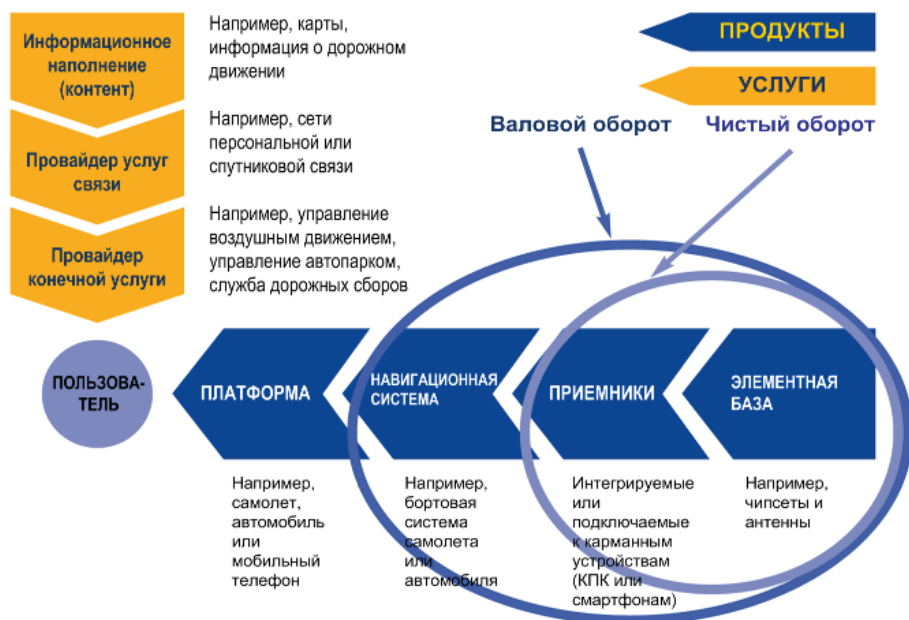 Информационное
наполнение
(контент)
Например, карты,
информация о дорожном
движении
Провайдер услуг
связи
Например, сети
персональной или
спутниковой связи
Провайдер
конечной услуги
Например, управление
воздушным движением,
управление автопарком,
служба дорожных сборов
ПРОДУКТЫ
УСЛУГИ
Валовой оборот
Чистый оборот
ПОЛЬЗОВА-
ТЕЛЬ
ПЛАТФОРМА
НАВИГАЦИОННАЯ
СИСТЕМА
ПРИЕМНИКИ
ЭЛЕМЕНТНАЯ
БАЗА
Например,
самолет,
автомобиль
или
мобильный
телефон
Например,
бортовая
система
самолета
или
автомобиля
Интегрируемые
или
подключаемые
к карманным
устройствам
(КПК или
смартфонам)
Например,
чипсеты и
антенны